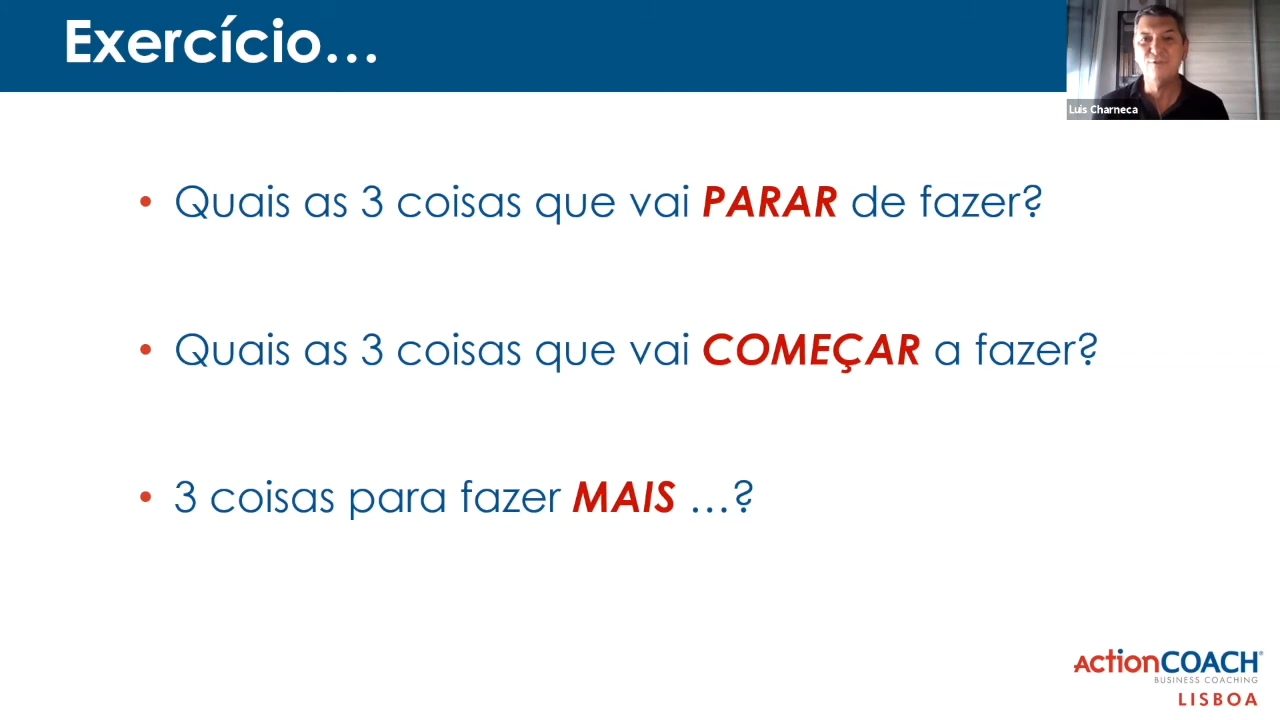 Exercício...
Luis Charneca
• Quais as 3 coisas que vai PARAR de fazer?
• Quais as 3 coisas que vai COMEÇAR a fazer?
• 3 coisas para fazer MAIS ...?
ActionCOACH®
BUSINESS COACHING
LISBOA